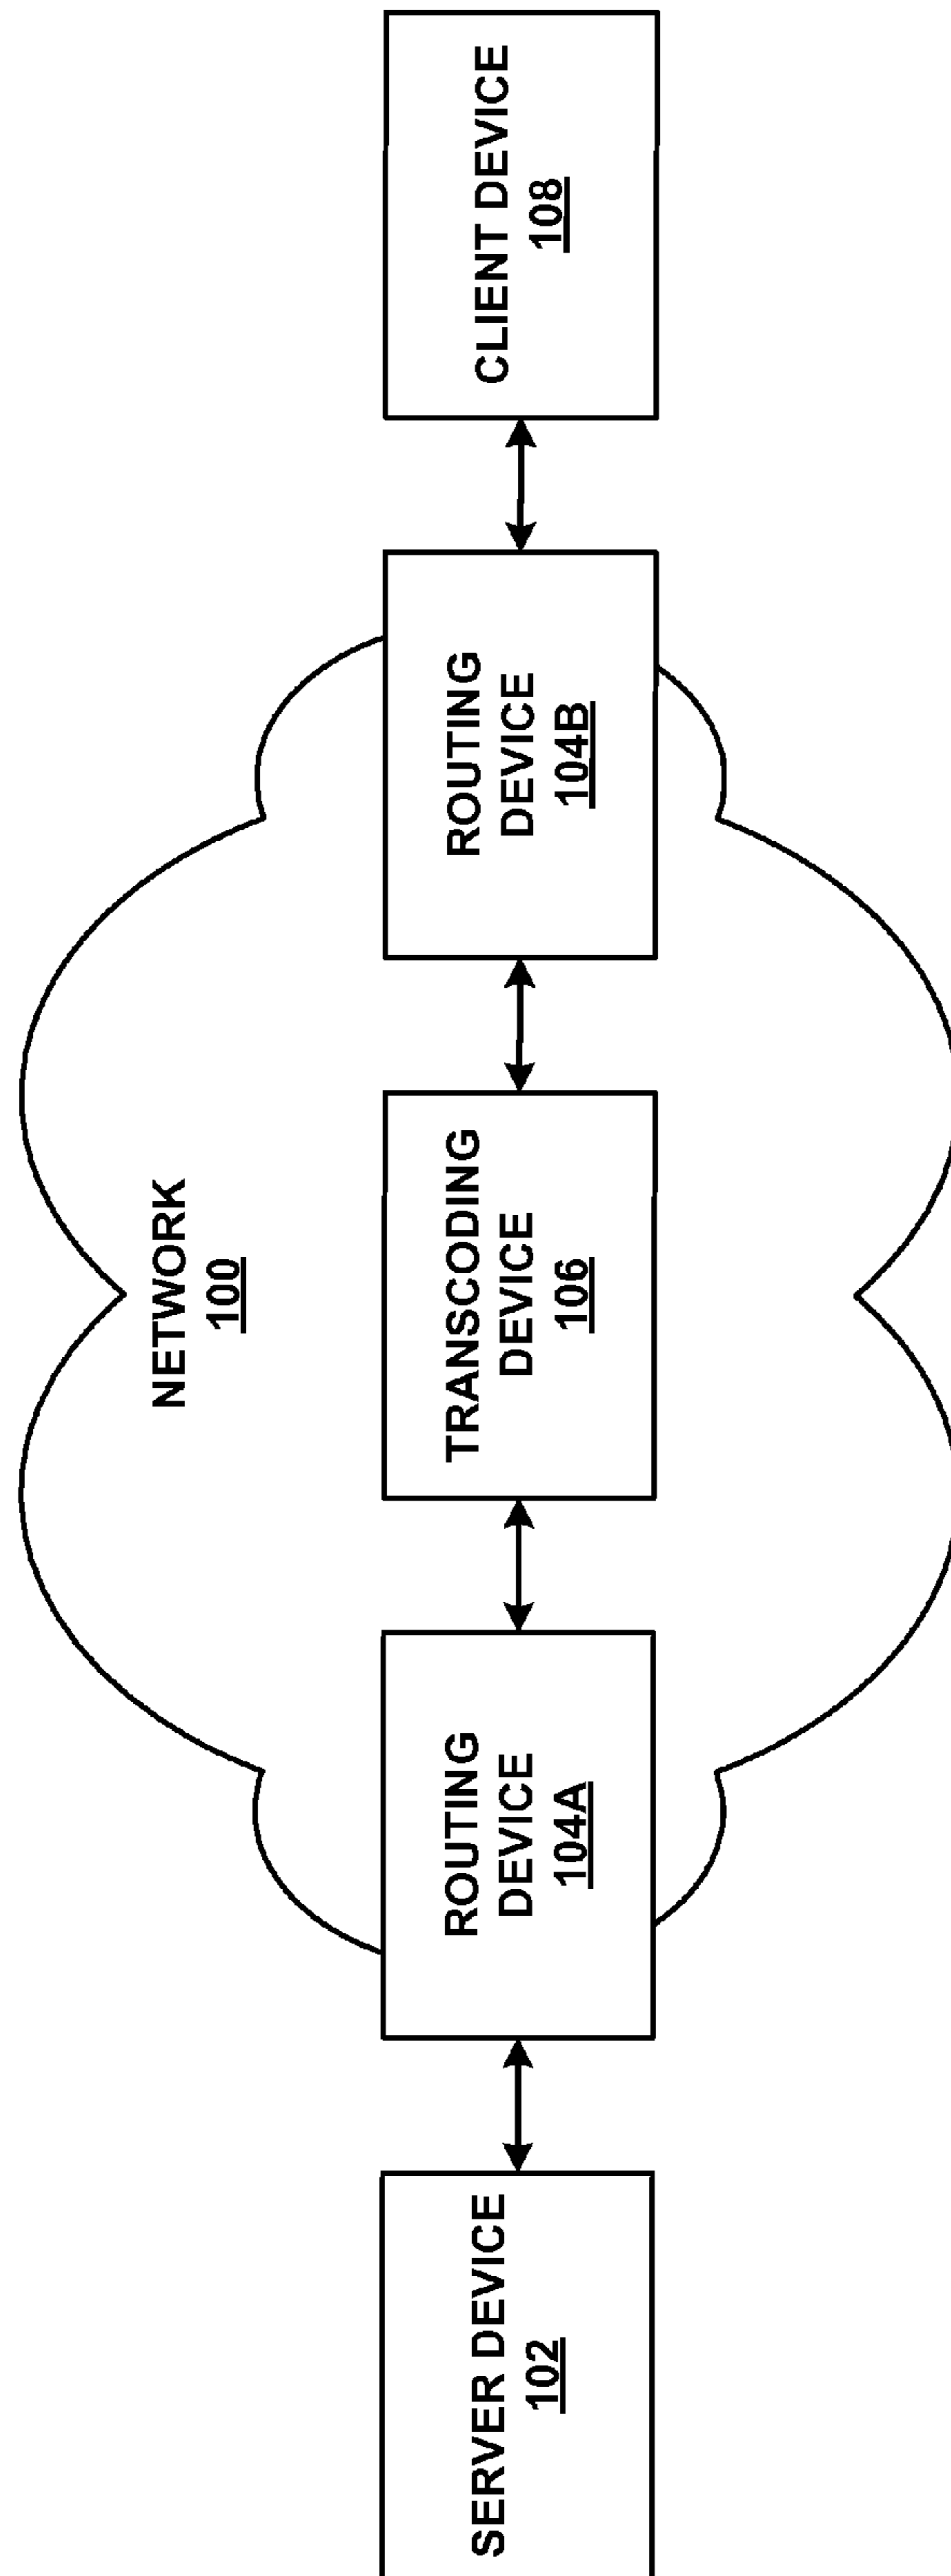 NETWORK
100
SERVER DEVICE
102
ROUTING
DEVICE
104A
TRANSCODING
DEVICE
106
ROUTING
DEVICE
104B
CLIENT DEVICE
108